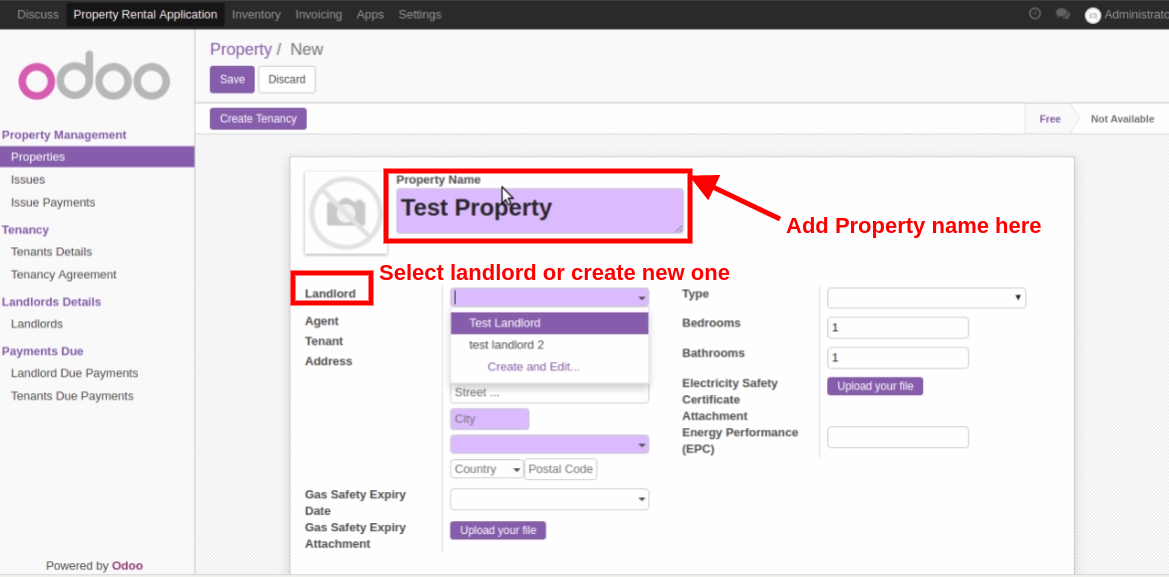 Discuss Property Rental Application Inventory Invoicing Apps Settings Administrato
odoo
Property / New
Save Discard
Create Tenancy
Free Not Available
Property Management
Properties
Issues
Issue Payments
Tenancy
Tenants Details
Tenancy Agreement
Landlords Details
Landlords
Payments Due
Landlord Due Payments
Tenants Due Payments
Powered by Odoo
Property Name
Test Property
Add Property name here
Select landlord or create new one
Landlord
Test Landlord
test landlord 2
Create and Edit...
Agent
Tenant
Address
Street ...
City
Country Postal Code
Gas Safety Expiry
Date
Gas Safety Expiry
Attachment
Upload your file
Type
Bedrooms 1
Bathrooms 1
Electricity Safety
Certificate
Attachment
Upload your file
Energy Performance
(EPC)